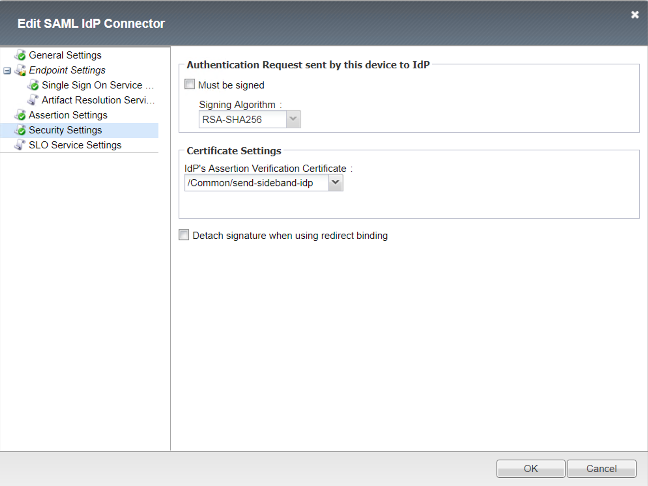 Edit SAML IdP Connector
General Settings
Endpoint Settings
Single Sign On Service ...
Artifact Resolution Servi...
Assertion Settings
Security Settings
SLO Service Settings
Authentication Request sent by this device to IdP
Must be signed
Signing Algorithm :
RSA-SHA256
Certificate Settings
IdP's Assertion Verification Certificate :
/Common/send-sideband-idp
Detach signature when using redirect binding
OK Cancel